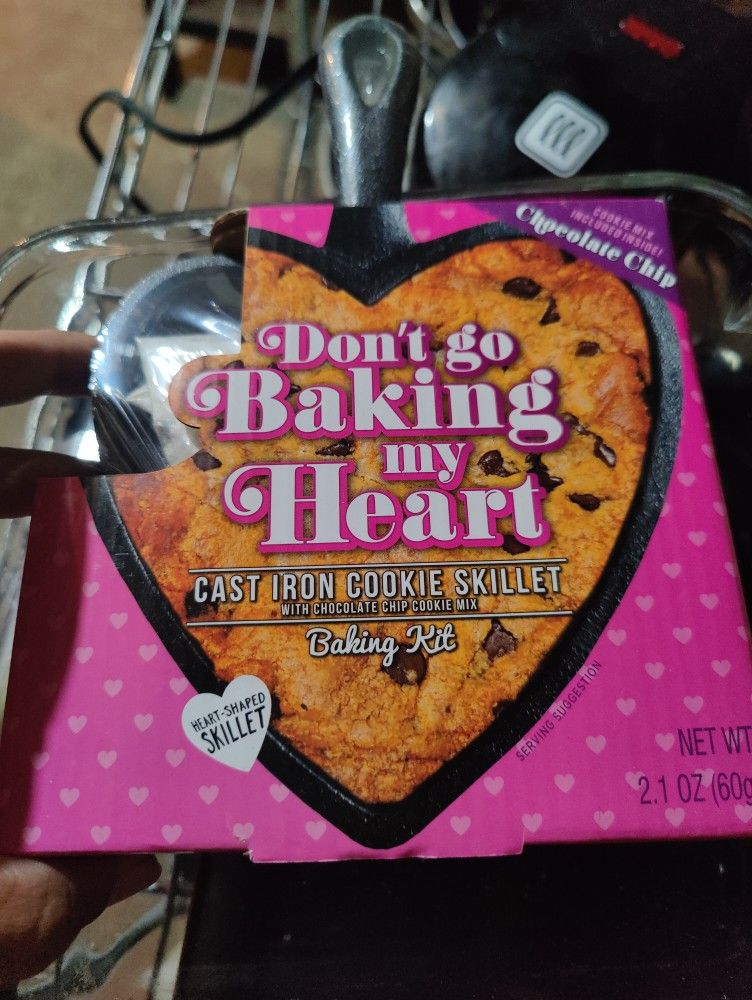 COOKIE MIX
INCLUDED INSIDE!
Chocolate Chip
Don't go
Baking
my
Heart
CAST IRON COOKIE SKILLET
WITH CHOCOLATE CHIP COOKIE MIX
Baking Kit
HEART-SHAPED
SKILLET
SERVING SUGGESTION
NET WT
2.1 OZ (60g